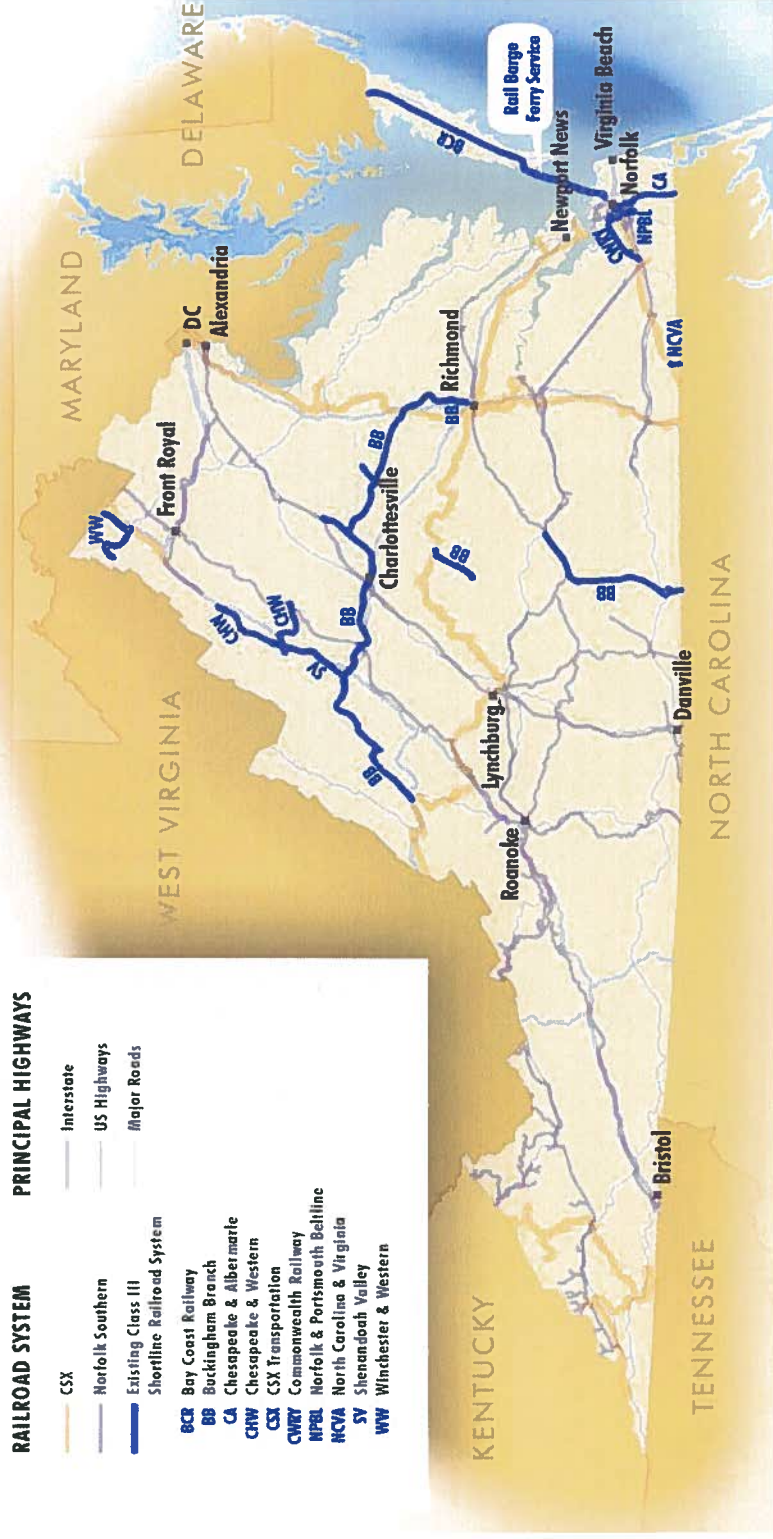 RAILROAD SYSTEM
CSX
Norfolk Southern
Existing Class III
Shortline Railroad System
BCR Bay Coast Railway
BB Buckingham Branch
CA Chesapeake & Albermarle
CHW Chesapeake & Western
CSX CSX Transportation
CWRY Commonwealth Railway
NPBL Norfolk & Portsmouth Beltline
NCVA North Carolina & Virginia
SV Shenandoah Valley
WW Winchester & Western
PRINCIPAL HIGHWAYS
Interstate
US Highways
Major Roads
KENTUCKY
TENNESSEE
WEST VIRGINIA
NORTH CAROLINA
MARYLAND
DELAWARE
Bristol
Roanoke
Lynchburg
Danville
Charlottesville
Front Royal
Richmond
DC
Alexandria
Newport News
Norfolk
Virginia Beach
Rail Barge
Ferry Service
WW
CHW
CHW
SV
BB
BB
BB
BB
BB
BB
BCR
CWRY
NPBL
CA
NCVA